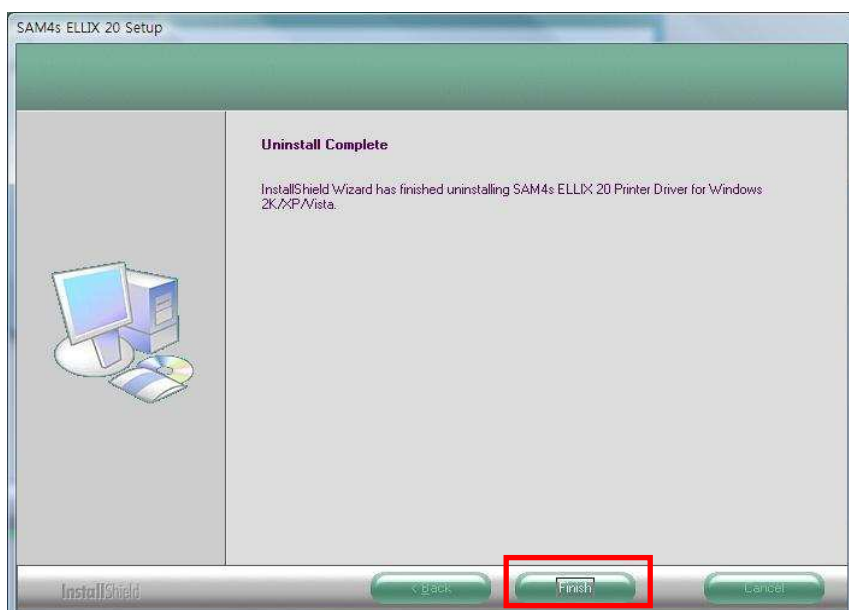 SAM4s ELLIX 20 Setup
Uninstall Complete
InstallShield Wizard has finished uninstalling SAM4s ELLIX 20 Printer Driver for Windows
2K/XP/Vista.
InstallShield
< Back
Finish
Cancel